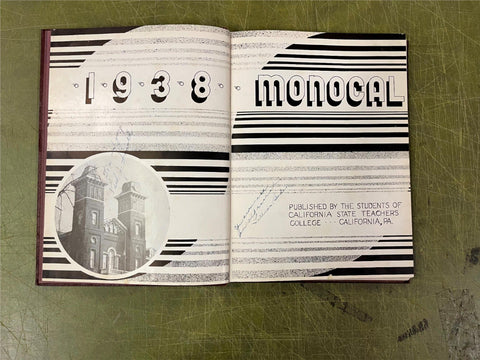 1938 MONOCAL
PUBLISHED BY THE STUDENTS OF
CALIFORNIA STATE TEACHERS
COLLEGE --- CALIFORNIA, PA.